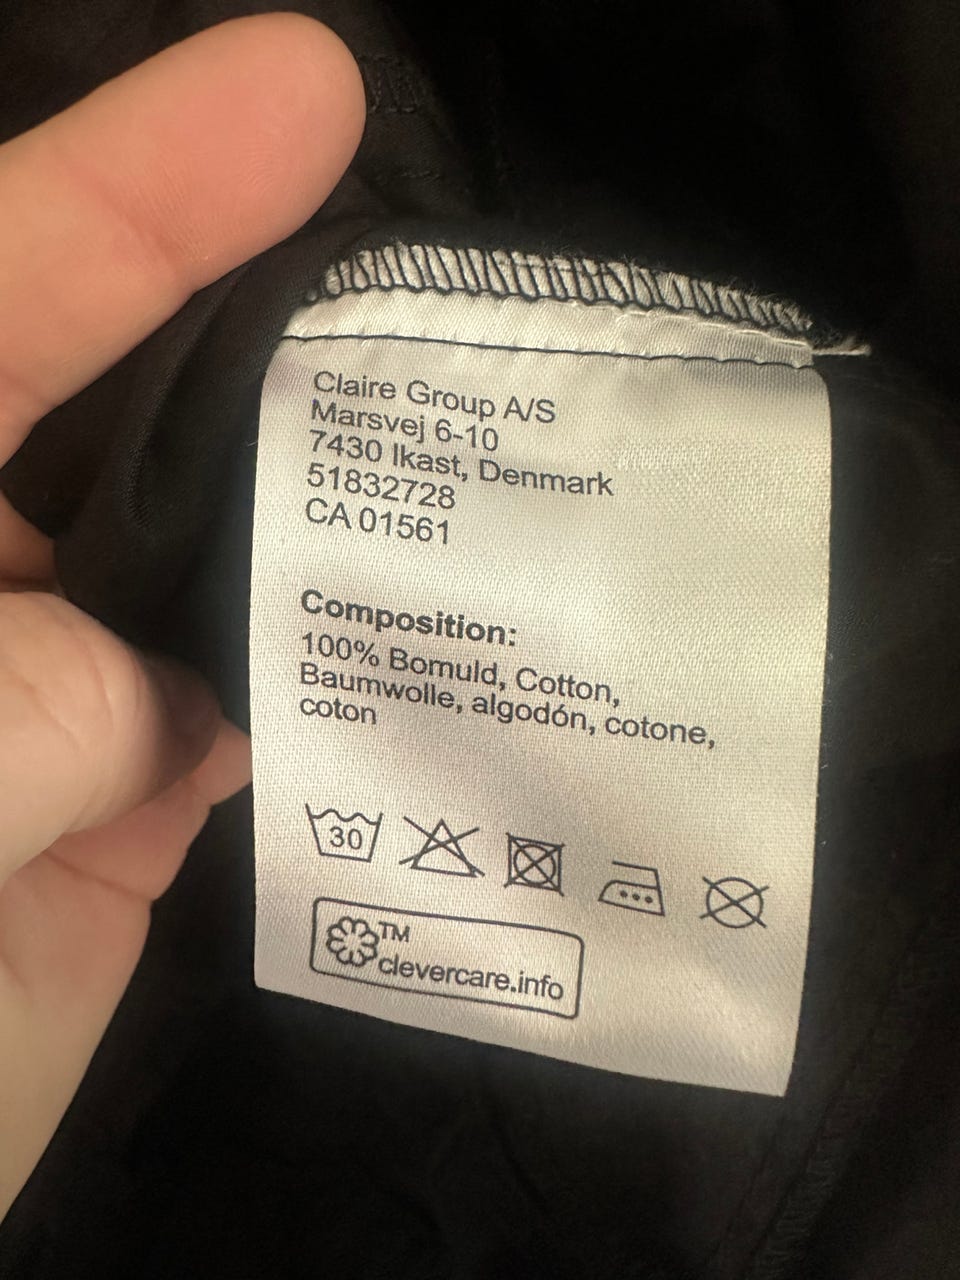 Claire Group A/S
Marsvej 6-10
7430 Ikast, Denmark
51832728
CA 01561
Composition:
100% Bomuld, Cotton,
Baumwolle, algodón, cotone,
coton
30
TM
clevercare.info